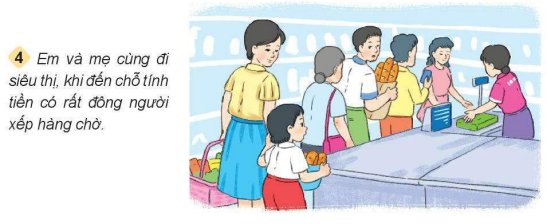 4 Em và mẹ cùng đi
siêu thị, khi đến chỗ tính
tiền có rất đông người
xếp hàng chờ.